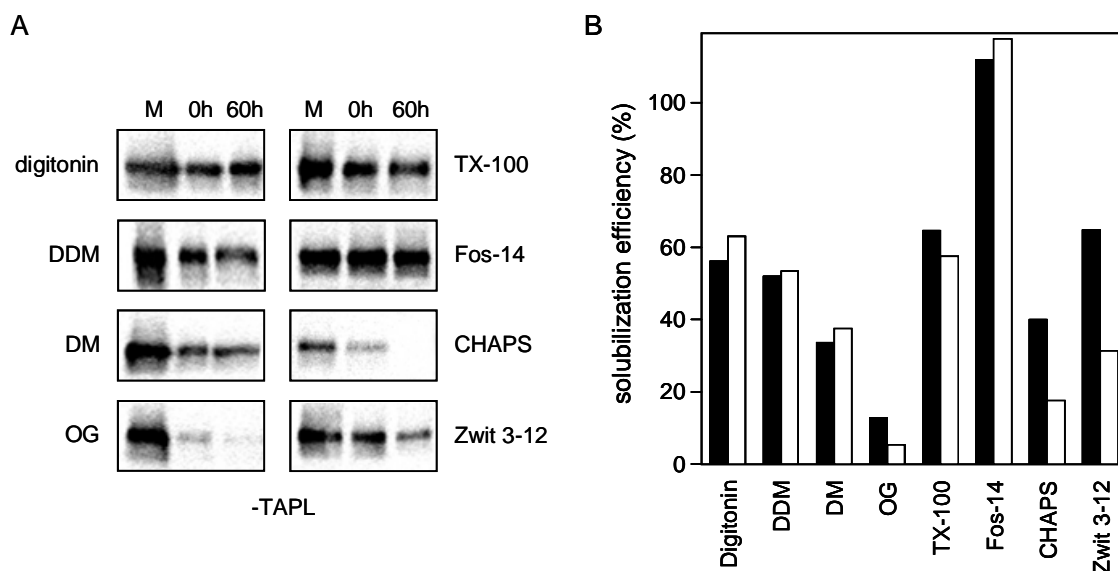 A
M 0h 60h M 0h 60h
digitonin TX-100
DDM Fos-14
DM CHAPS
OG Zwit 3-12
-TAPL
B
solubilization efficiency (%)
100
80
60
40
20
0
Digitonin
DDM
DM
OG
TX-100
Fos-14
CHAPS
Zwit 3-12